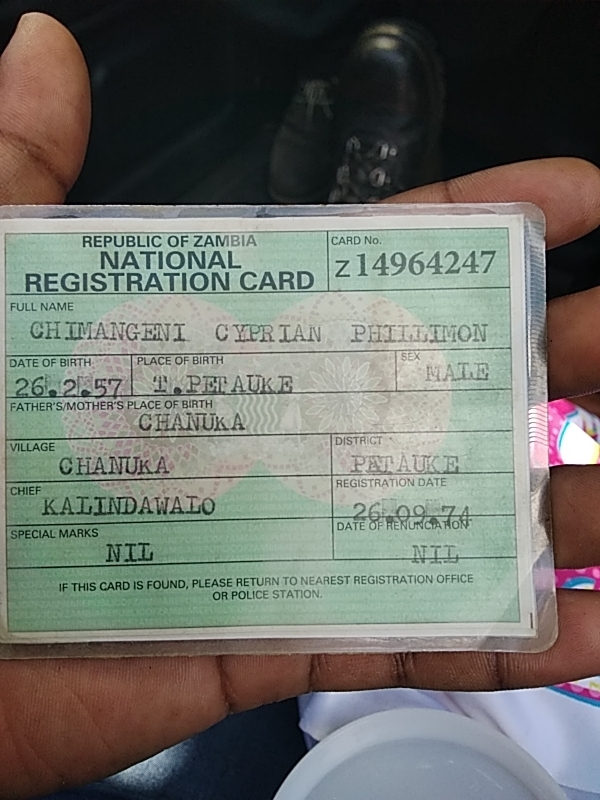 REPUBLIC OF ZAMBIA
NATIONAL
REGISTRATION CARD
CARD No.
Z14964247
FULL NAME
CHIMANGENI CYPRIAN PHILLIMON
DATE OF BIRTH
26.2.57
PLACE OF BIRTH
T.PETAUKE
SEX
MALE
FATHER'S/MOTHER'S PLACE OF BIRTH
CHANUKA
VILLAGE
CHANUKA
DISTRICT
PETAUKE
CHIEF
KALINDAWALO
REGISTRATION DATE
26.09.74
SPECIAL MARKS
NIL
DATE OF RENUNCIATION
NIL
IF THIS CARD IS FOUND, PLEASE RETURN TO NEAREST REGISTRATION OFFICE
OR POLICE STATION.